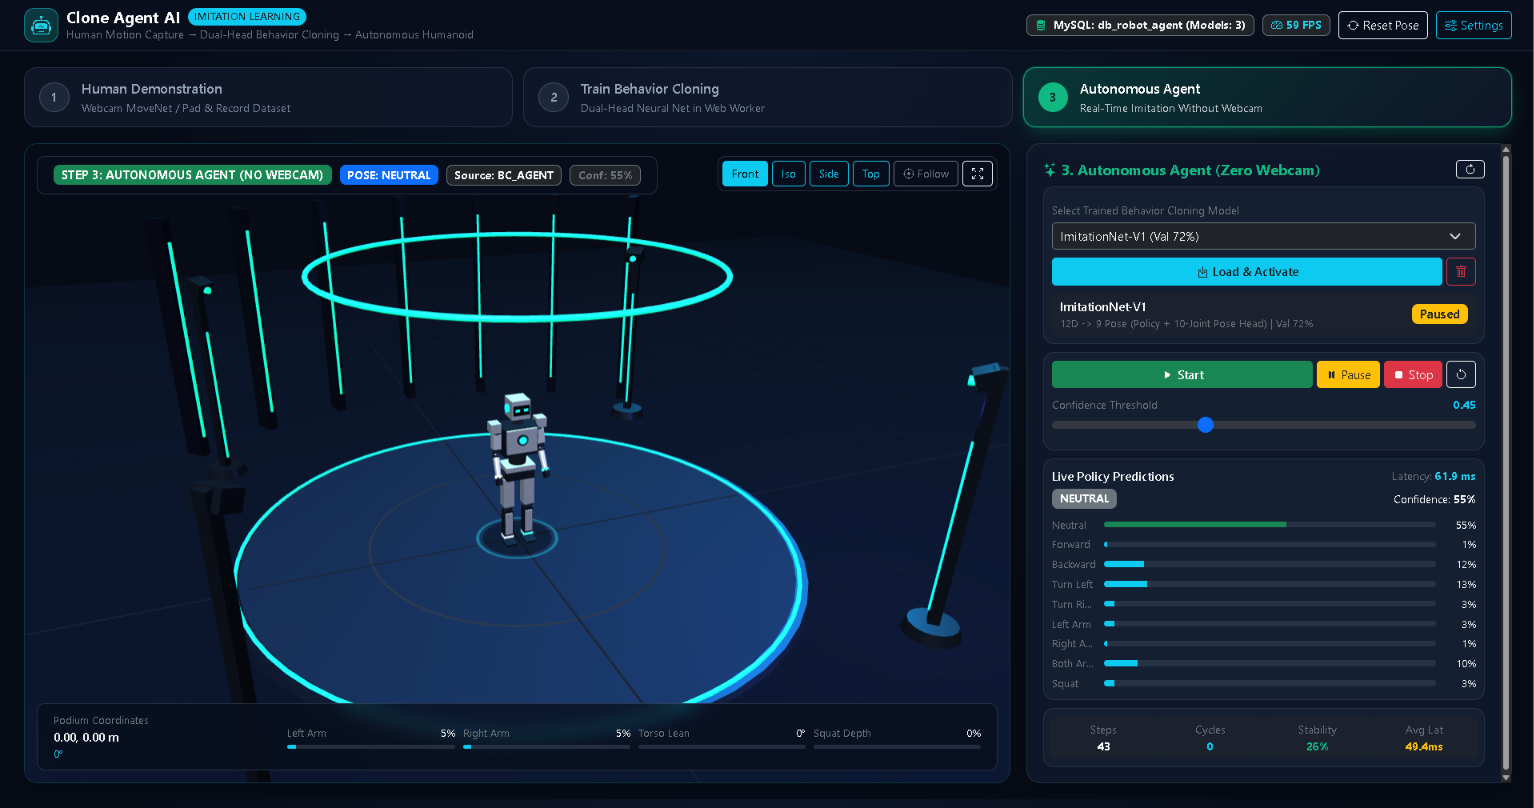 Clone Agent AI IMITATION LEARNING
Human Motion Capture → Dual-Head Behavior Cloning → Autonomous Humanoid
MySQL: db_robot_agent (Models: 3)
59 FPS
Reset Pose
Settings
1
Human Demonstration
Webcam MoveNet / Pad & Record Dataset
2
Train Behavior Cloning
Dual-Head Neural Net in Web Worker
3
Autonomous Agent
Real-Time Imitation Without Webcam
STEP 3: AUTONOMOUS AGENT (NO WEBCAM)
POSE: NEUTRAL
Source: BC_AGENT
Conf: 55%
Front
Iso
Side
Top
Follow
Podium Coordinates
0.00, 0.00 m
0°
Left Arm 5%
Right Arm 5%
Torso Lean 0°
Squat Depth 0%
3. Autonomous Agent (Zero Webcam)
Select Trained Behavior Cloning Model
ImitationNet-V1 (Val 72%)
Load & Activate
ImitationNet-V1
12D -> 9 Pose (Policy + 10-Joint Pose Head) | Val 72%
Paused
Start
Pause
Stop
Confidence Threshold 0.45
Live Policy Predictions Latency: 61.9 ms
NEUTRAL Confidence: 55%
Neutral 55%
Forward 1%
Backward 12%
Turn Left 13%
Turn Ri... 3%
Left Arm 3%
Right A... 1%
Both Ar... 10%
Squat 3%
Steps Cycles Stability Avg Lat
43 0 26% 49.4ms